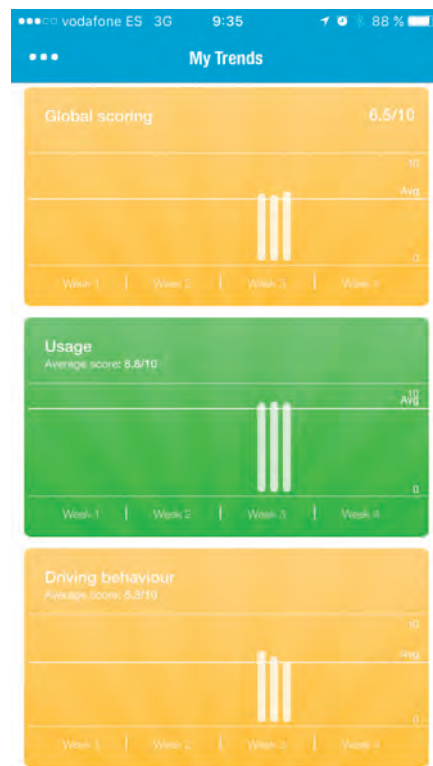 vodafone ES 3G 9:35 88 %
My Trends
Global scoring 6.5/10
10
Avg
0
Week 1 Week 2 Week 3 Week 4
Usage
Average score: 8.8/10
10
Avg
0
Week 1 Week 2 Week 3 Week 4
Driving behaviour
Average score: 6.3/10
10
Avg
0
Week 1 Week 2 Week 3 Week 4